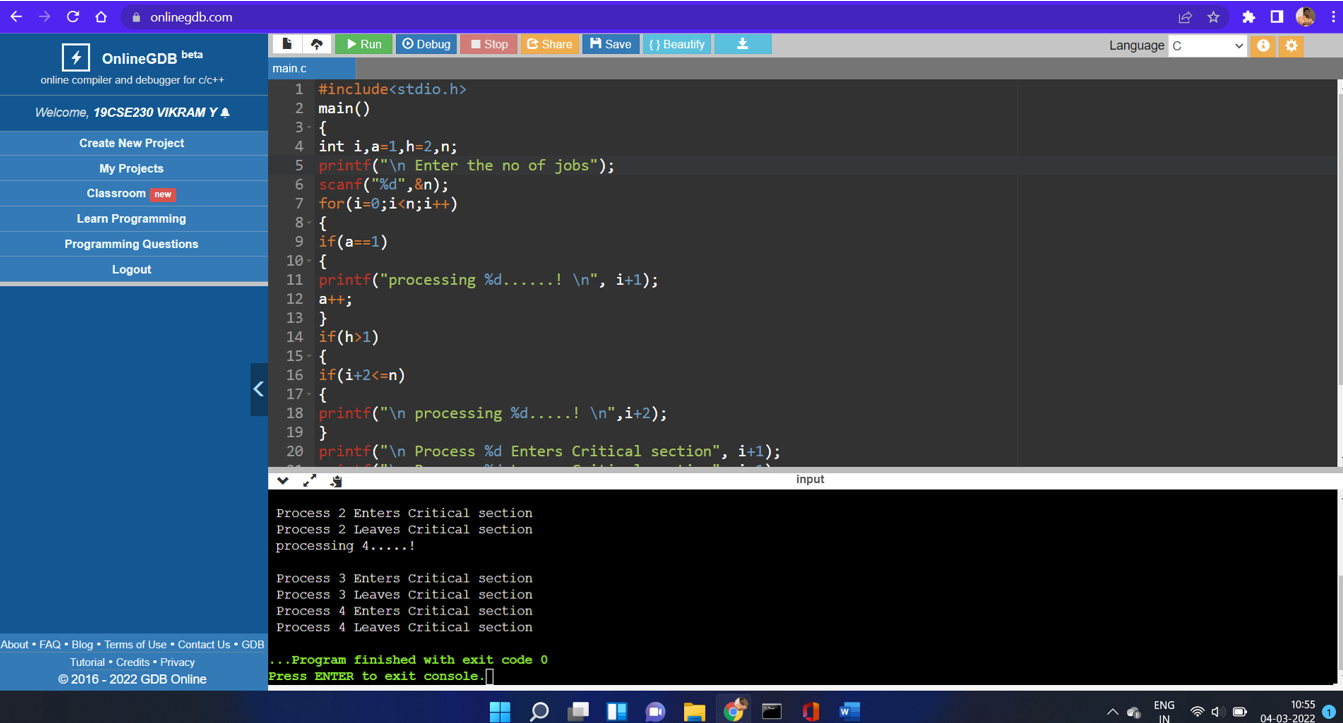 onlinegdb.com
OnlineGDB beta
online compiler and debugger for c/c++
Welcome, 19CSE230 VIKRAM Y
Create New Project
My Projects
Classroom new
Learn Programming
Programming Questions
Logout
About • FAQ • Blog • Terms of Use • Contact Us • GDB
Tutorial • Credits • Privacy
© 2016 - 2022 GDB Online
Run Debug Stop Share Save { } Beautify
Language C
main.c
1 #include<stdio.h>
2 main()
3 {
4 int i,a=1,h=2,n;
5 printf("\n Enter the no of jobs");
6 scanf("%d",&n);
7 for(i=0;i<n;i++)
8 {
9 if(a==1)
10 {
11 printf("processing %d......! \n", i+1);
12 a++;
13 }
14 if(h>1)
15 {
16 if(i+2<=n)
17 {
18 printf("\n processing %d.....! \n",i+2);
19 }
20 printf("\n Process %d Enters Critical section", i+1);
input
Process 2 Enters Critical section
Process 2 Leaves Critical section
processing 4.....!
Process 3 Enters Critical section
Process 3 Leaves Critical section
Process 4 Enters Critical section
Process 4 Leaves Critical section
...Program finished with exit code 0
Press ENTER to exit console.
ENG
IN
10:55
04-03-2022
1